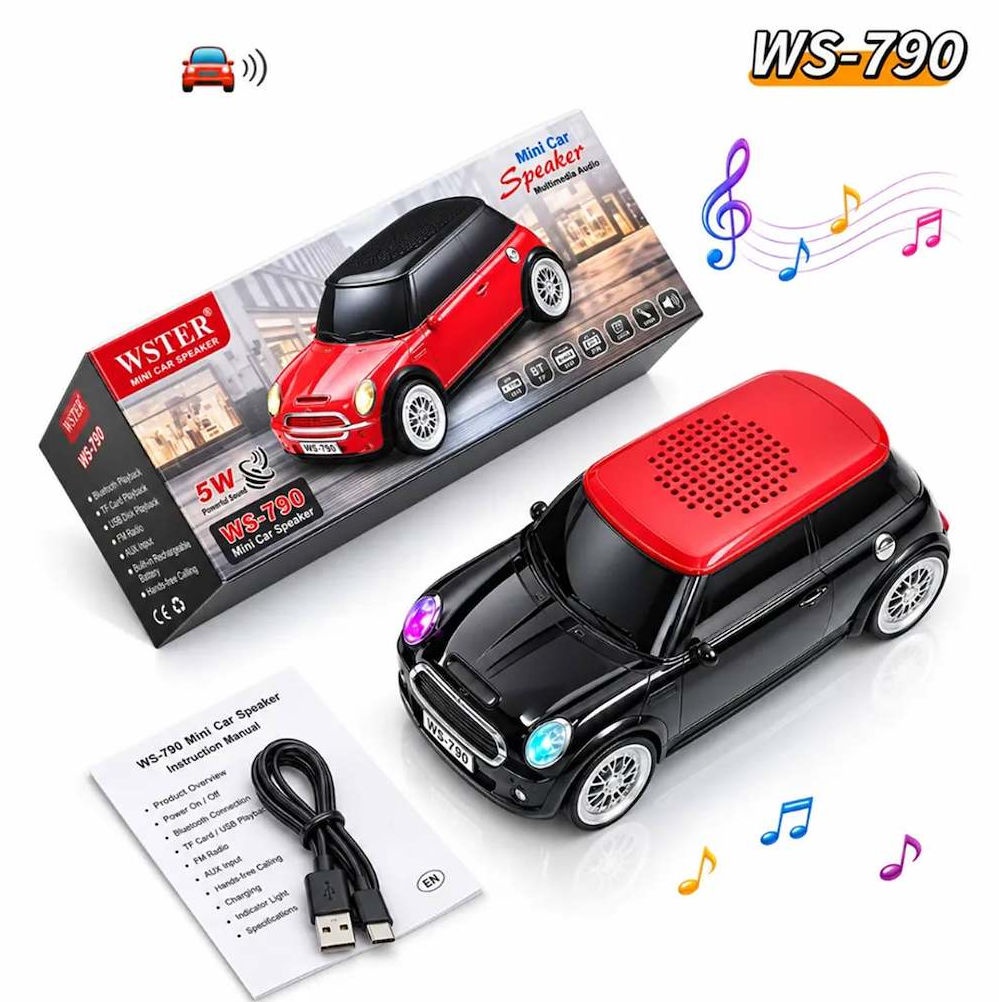 WS-790
Mini Car
Speaker
Multimedia Audio
WSTER®
MINI CAR SPEAKER
WS-790
BT
TF
5W
Powerful Sound
WS-790
Mini Car Speaker
WSTER
WS-790
• Bluetooth Playback
• TF Card Playback
• USB Disk Playback
• FM Radio
• AUX Input
• Built-in Rechargeable
Battery
• Hands-free Calling
CE
WS-790
WS-790 Mini Car Speaker
Instruction Manual
• Product Overview
• Power On / Off
• Bluetooth Connection
• TF Card / USB Playbac
• FM Radio
• AUX Input
• Hands-free Calling
• Charging
• Indicator Light
• Specifications
EN